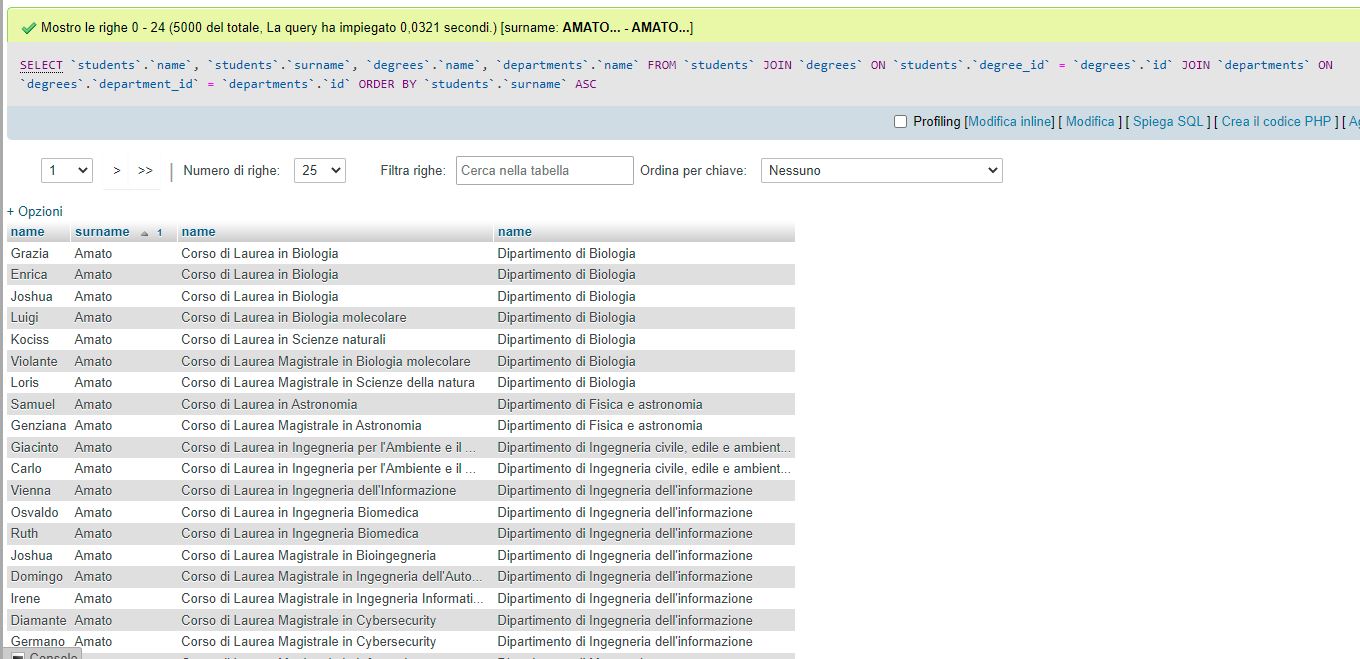 Mostro le righe 0 - 24 (5000 del totale, La query ha impiegato 0,0321 secondi.) [surname: AMATO... - AMATO...]
SELECT `students`.`name`, `students`.`surname`, `degrees`.`name`, `departments`.`name` FROM `students` JOIN `degrees` ON `students`.`degree_id` = `degrees`.`id` JOIN `departments` ON
`degrees`.`department_id` = `departments`.`id` ORDER BY `students`.`surname` ASC
Profiling [Modifica inline] [ Modifica ] [ Spiega SQL ] [ Crea il codice PHP ] [
1 > >> | Numero di righe: 25 Filtra righe: Cerca nella tabella Ordina per chiave: Nessuno
+ Opzioni
name surname 1 name name
Grazia Amato Corso di Laurea in Biologia Dipartimento di Biologia
Enrica Amato Corso di Laurea in Biologia Dipartimento di Biologia
Joshua Amato Corso di Laurea in Biologia Dipartimento di Biologia
Luigi Amato Corso di Laurea in Biologia molecolare Dipartimento di Biologia
Kociss Amato Corso di Laurea in Scienze naturali Dipartimento di Biologia
Violante Amato Corso di Laurea Magistrale in Biologia molecolare Dipartimento di Biologia
Loris Amato Corso di Laurea Magistrale in Scienze della natura Dipartimento di Biologia
Samuel Amato Corso di Laurea in Astronomia Dipartimento di Fisica e astronomia
Genziana Amato Corso di Laurea Magistrale in Astronomia Dipartimento di Fisica e astronomia
Giacinto Amato Corso di Laurea in Ingegneria per l'Ambiente e il ... Dipartimento di Ingegneria civile, edile e ambient...
Carlo Amato Corso di Laurea in Ingegneria per l'Ambiente e il ... Dipartimento di Ingegneria civile, edile e ambient...
Vienna Amato Corso di Laurea in Ingegneria dell'Informazione Dipartimento di Ingegneria dell'informazione
Osvaldo Amato Corso di Laurea in Ingegneria Biomedica Dipartimento di Ingegneria dell'informazione
Ruth Amato Corso di Laurea in Ingegneria Biomedica Dipartimento di Ingegneria dell'informazione
Joshua Amato Corso di Laurea Magistrale in Bioingegneria Dipartimento di Ingegneria dell'informazione
Domingo Amato Corso di Laurea Magistrale in Ingegneria dell'Auto... Dipartimento di Ingegneria dell'informazione
Irene Amato Corso di Laurea Magistrale in Ingegneria Informati... Dipartimento di Ingegneria dell'informazione
Diamante Amato Corso di Laurea Magistrale in Cybersecurity Dipartimento di Ingegneria dell'informazione
Germano Amato Corso di Laurea Magistrale in Cybersecurity Dipartimento di Ingegneria dell'informazione
Console